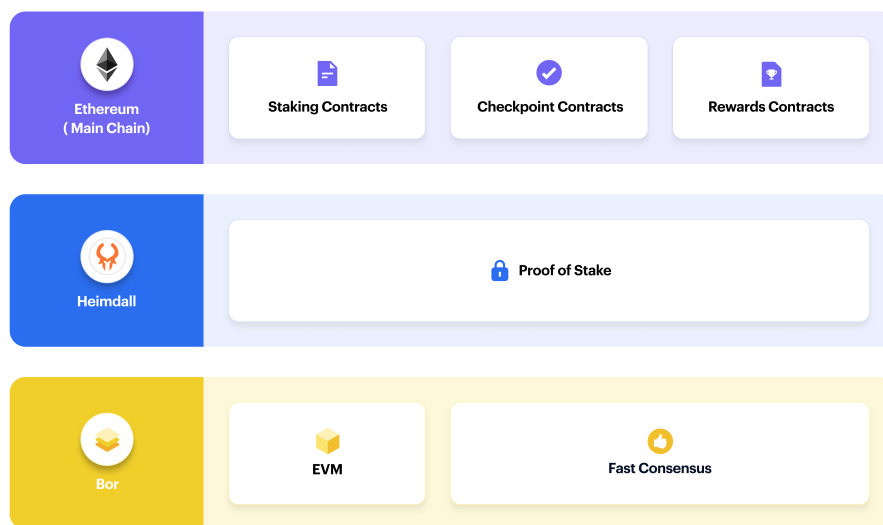 Ethereum
( Main Chain)
Staking Contracts
Checkpoint Contracts
Rewards Contracts
Heimdall
Proof of Stake
Bor
EVM
Fast Consensus